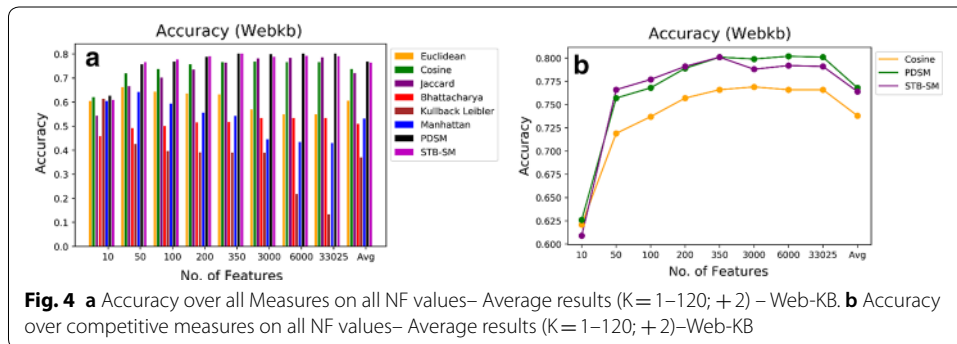 Accuracy (Webkb)
a
Accuracy
0.8
0.7
0.6
0.5
0.4
0.3
0.2
0.1
0.0
10 50 100 200 350 3000 6000 33025 Avg
No. of Features
Euclidean
Cosine
Jaccard
Bhattacharya
Kullback Leibler
Manhattan
PDSM
STB-SM
Accuracy (Webkb)
b
Accuracy
0.800
0.775
0.750
0.725
0.700
0.675
0.650
0.625
0.600
10 50 100 200 350 3000 6000 33025 Avg
No. of Features
Cosine
PDSM
STB-SM
Fig. 4 a Accuracy over all Measures on all NF values– Average results (K = 1–120; + 2) – Web-KB. b Accuracy
over competitive measures on all NF values– Average results (K = 1–120; + 2)–Web-KB